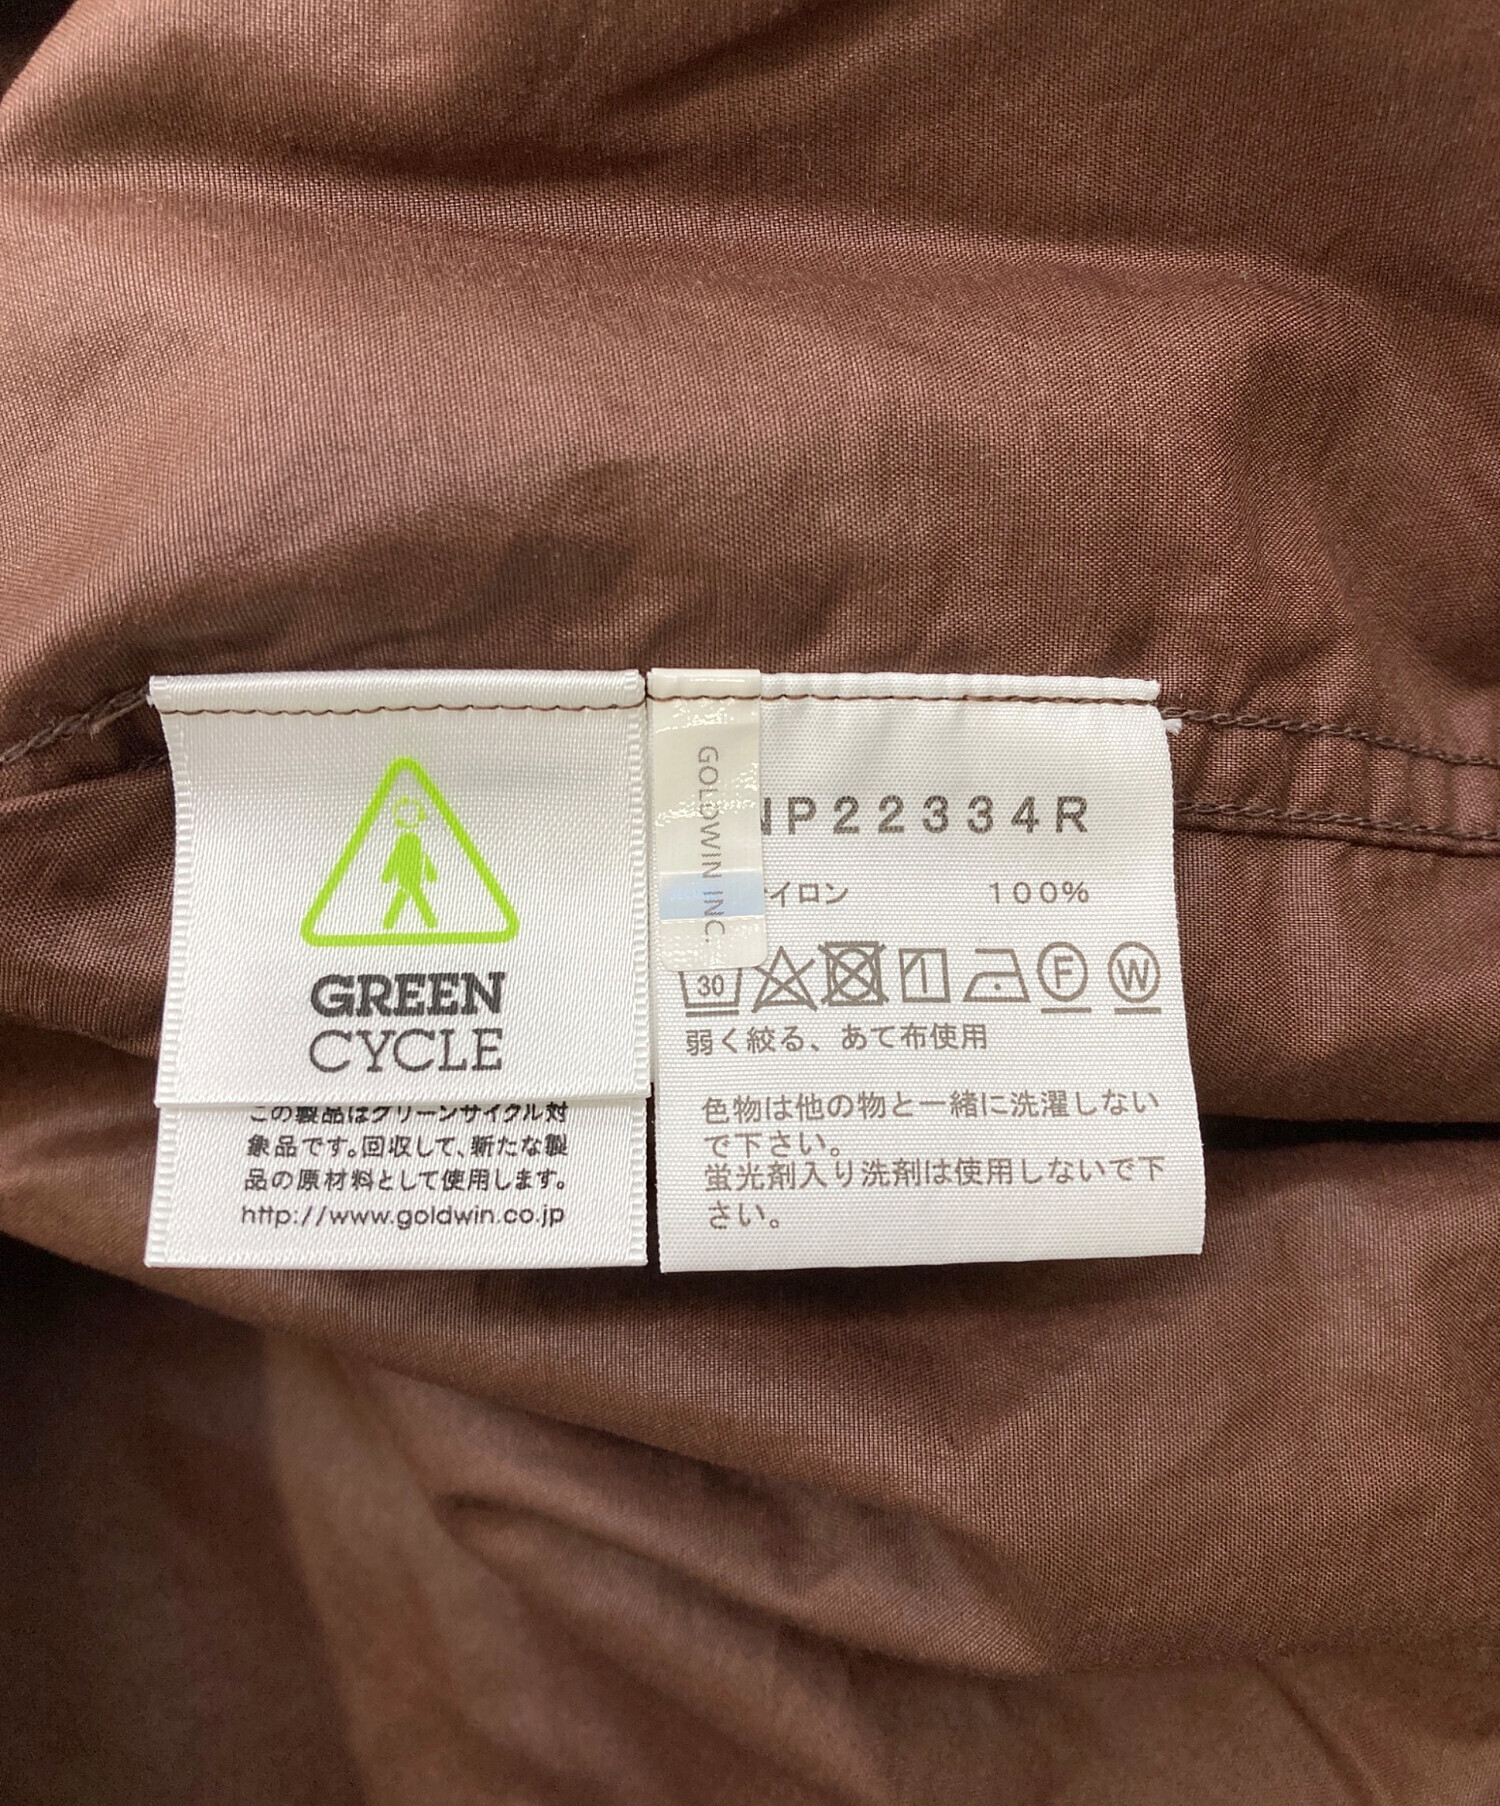 GREEN
CYCLE
この製品はグリーンサイクル対
象品です。回収して、新たな製
品の原材料として使用します。
http://www.goldwin.co.jp
GOLDWIN INC.
NP22334R
イロン 100%
30
F
W
弱く絞る、あて布使用
色物は他の物と一緒に洗濯しない
で下さい。
蛍光剤入り洗剤は使用しないで下
さい。